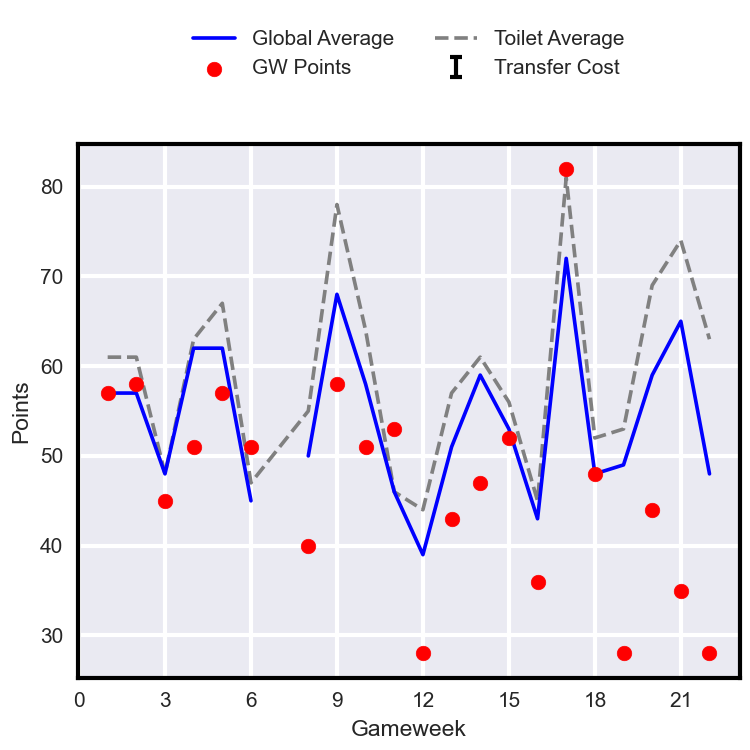 Global Average
GW Points
Toilet Average
Transfer Cost
80
70
60
50
40
30
Points
0 3 6 9 12 15 18 21
Gameweek